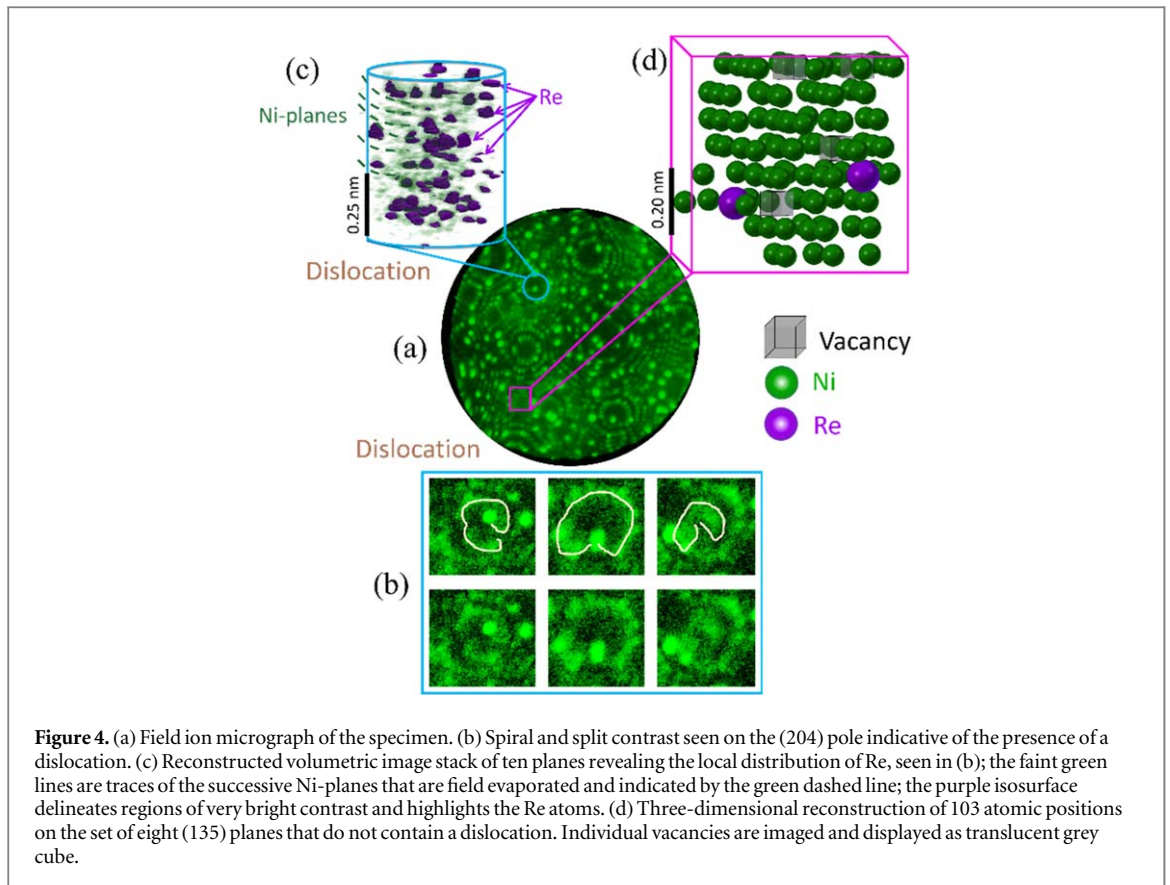 (c)
Ni-planes
Re
0.25 nm
Dislocation
(d)
0.20 nm
(a)
Vacancy
Ni
Re
Dislocation
(b)
Figure 4. (a) Field ion micrograph of the specimen. (b) Spiral and split contrast seen on the (204) pole indicative of the presence of a
dislocation. (c) Reconstructed volumetric image stack of ten planes revealing the local distribution of Re, seen in (b); the faint green
lines are traces of the successive Ni-planes that are field evaporated and indicated by the green dashed line; the purple isosurface
delineates regions of very bright contrast and highlights the Re atoms. (d) Three-dimensional reconstruction of 103 atomic positions
on the set of eight (135) planes that do not contain a dislocation. Individual vacancies are imaged and displayed as translucent grey
cube.